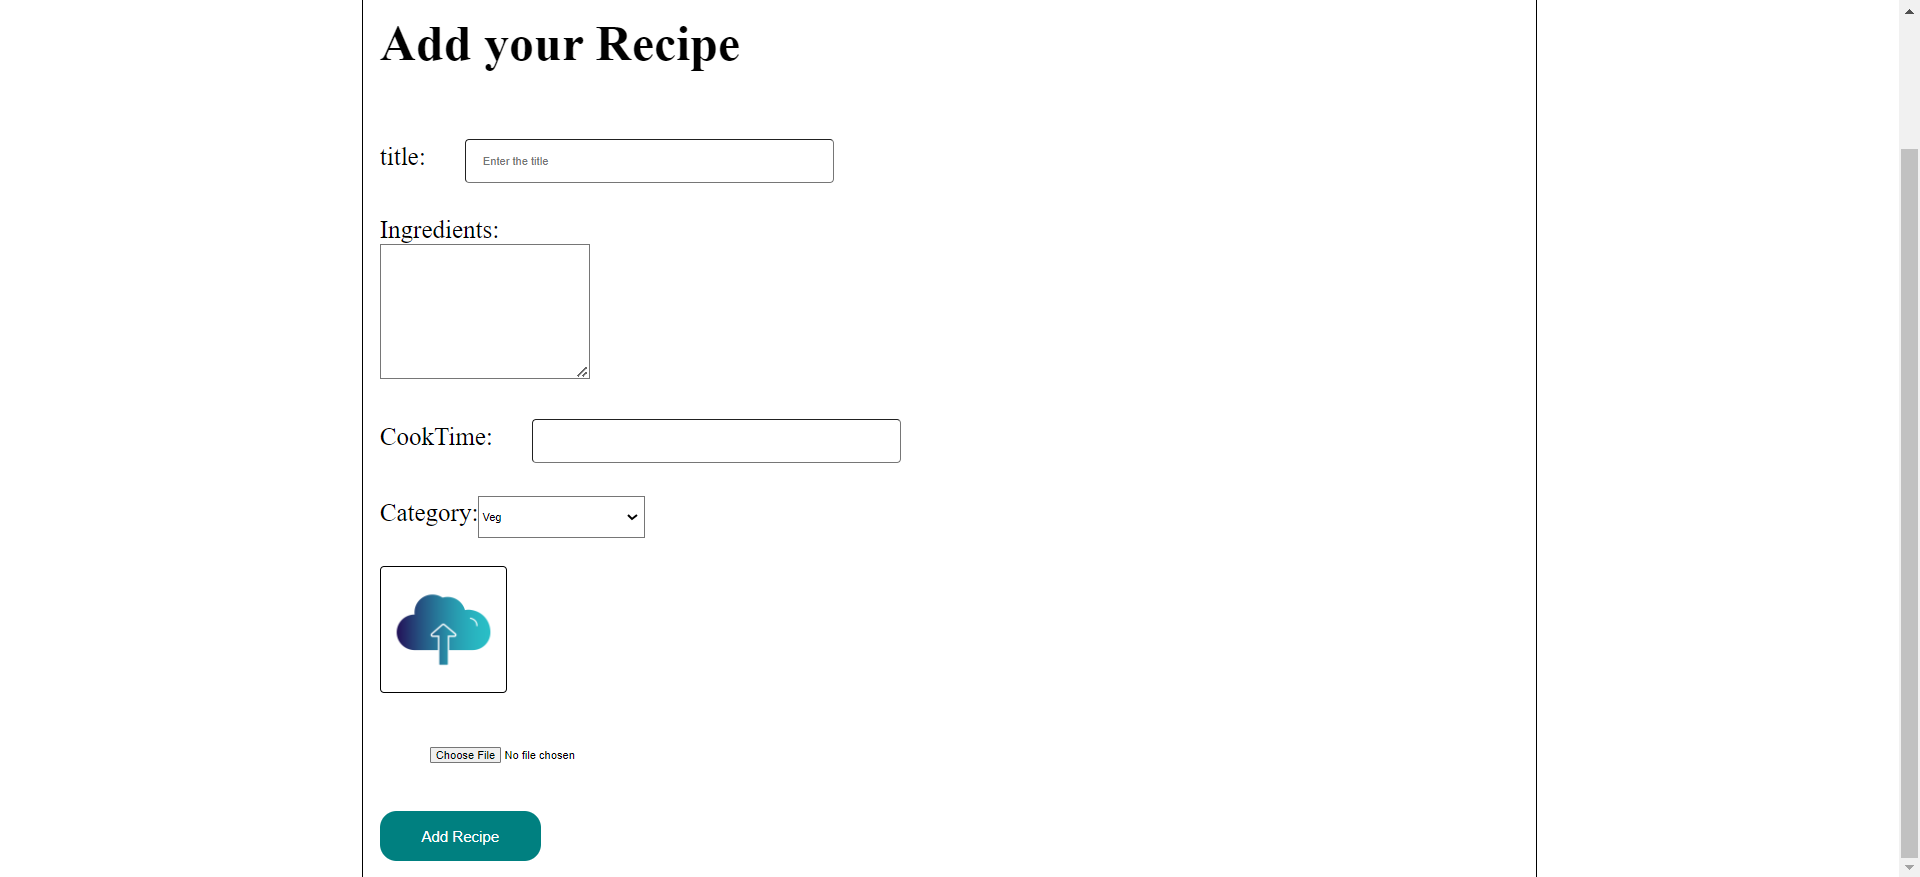 Add your Recipe
title: Enter the title
Ingredients:
CookTime:
Category: Veg
Choose File No file chosen
Add Recipe